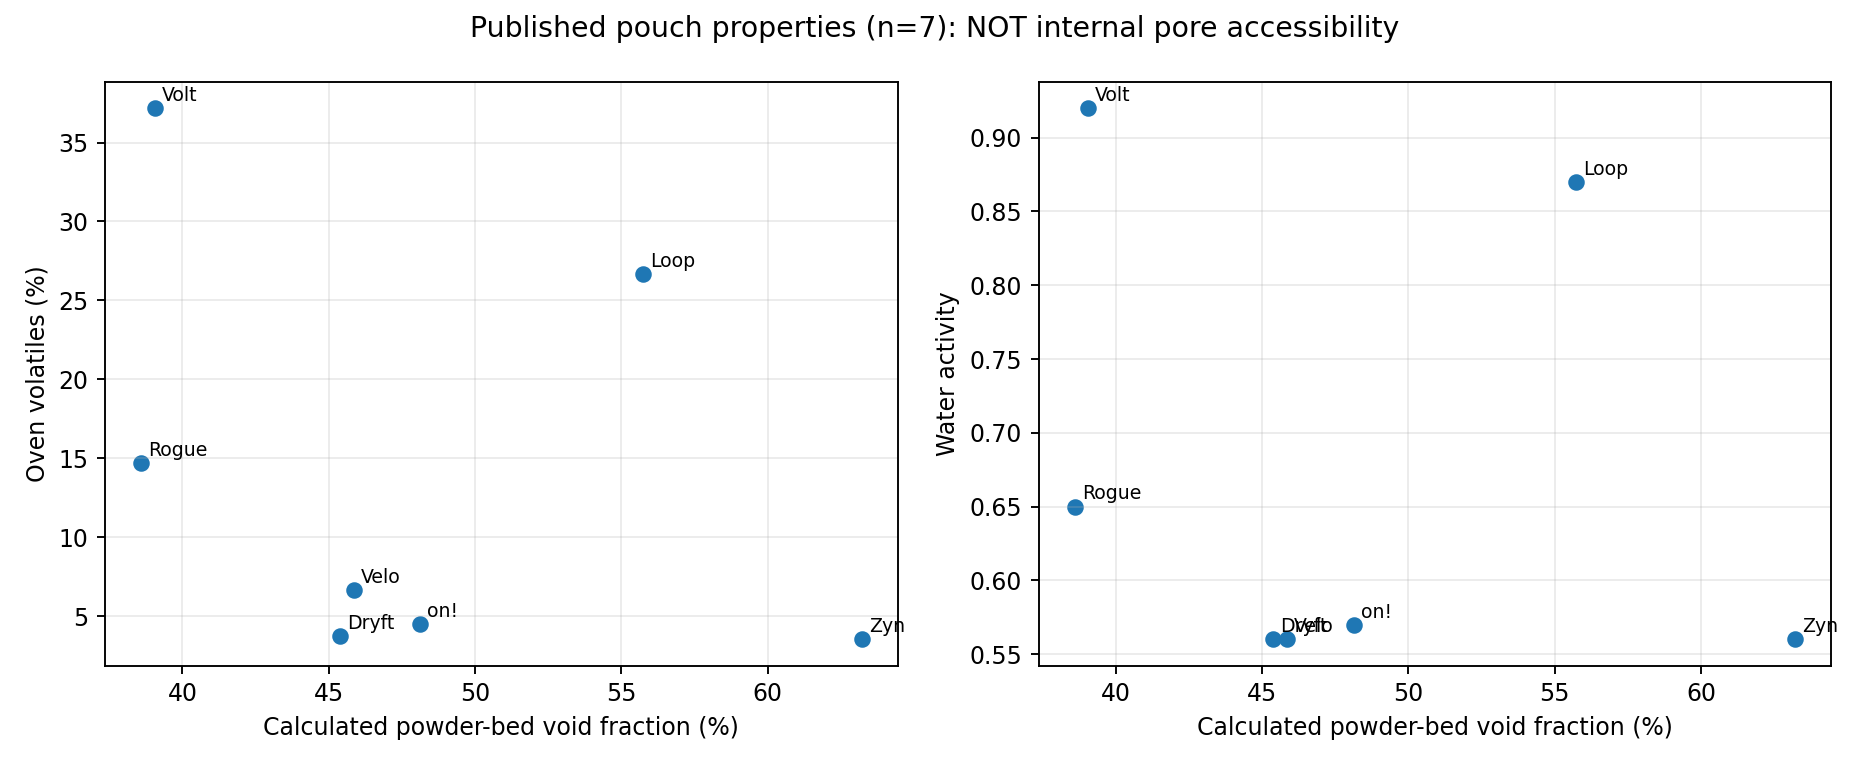 Published pouch properties (n=7): NOT internal pore accessibility
Volt
Loop
Rogue
Velo
on!
Dryft
Zyn
35
30
25
20
15
10
5
Oven volatiles (%)
40 45 50 55 60
Calculated powder-bed void fraction (%)
Volt
Loop
Rogue
on!
Dryft
Velo
Zyn
0.90
0.85
0.80
0.75
0.70
0.65
0.60
0.55
Water activity
40 45 50 55 60
Calculated powder-bed void fraction (%)